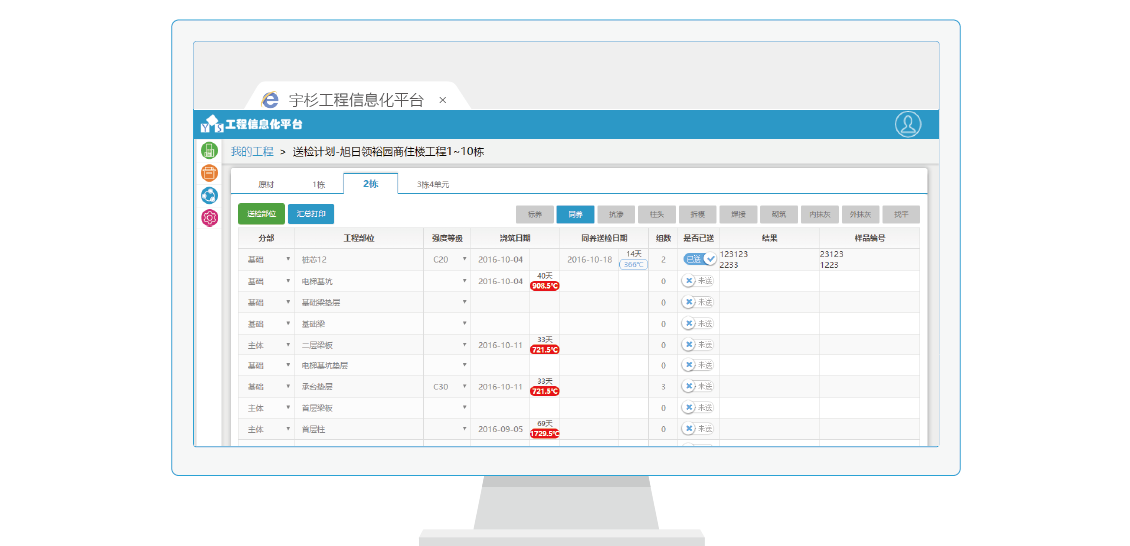 宇杉工程信息化平台 ×
YMS 工程信息化平台
我的工程 > 送检计划-旭日领裕园商住楼工程1~10栋
原材 1栋 2栋 3栋4单元
送检部位 汇总打印 标养 同养 抗渗 柱头 拆模 焊接 砌筑 内抹灰 外抹灰 找平
分部 工程部位 强度等级 浇筑日期 同养送检日期 组数 是否已送 结果 样品编号
基础 桩芯12 C20 2016-10-04 2016-10-18 14天 366℃ 2 已送 123123 2233 23121 1223
基础 电梯基坑 2016-10-04 40天 908.5℃ 0 未送
基础 基础梁垫层 0 未送
基础 基础梁 0 未送
主体 二层梁板 2016-10-11 33天 721.5℃ 0 未送
基础 电梯基坑垫层 0 未送
基础 承台垫层 C30 2016-10-11 33天 721.5℃ 3 未送
主体 首层梁板 0 未送
主体 首层柱 2016-09-05 69天 1729.5℃ 0 未送